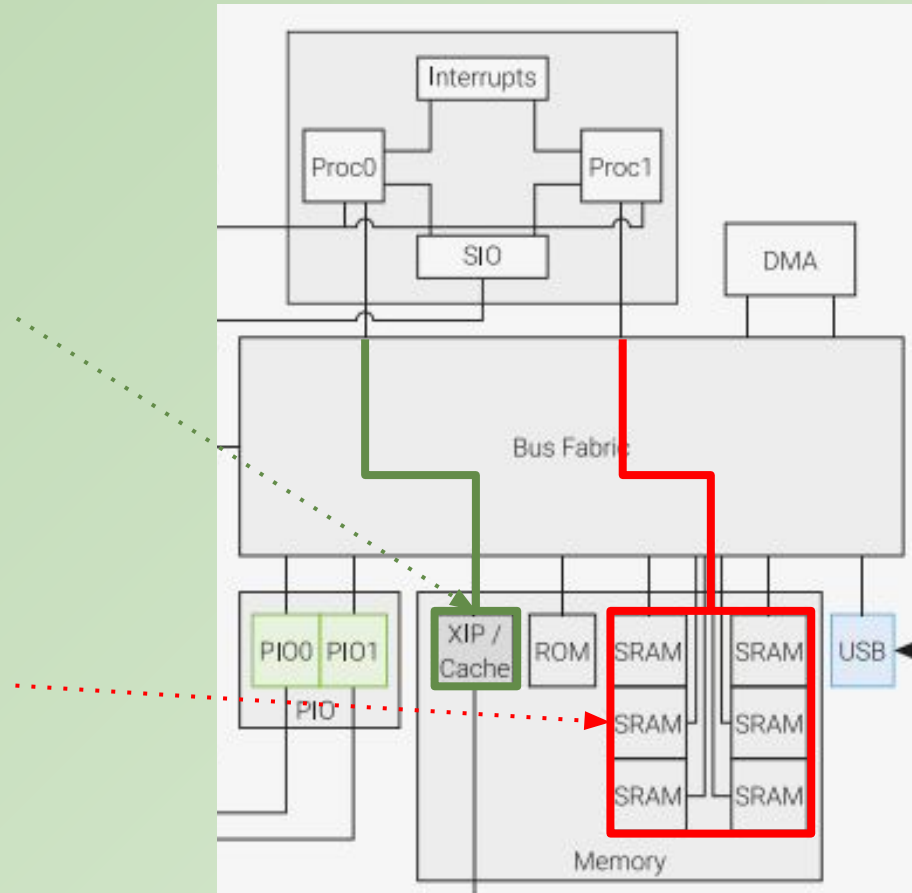 Interrupts
Proc0
Proc1
SIO
DMA
Bus Fabric
PIO0
PIO1
PIO
XIP /
Cache
ROM
SRAM
SRAM
USB
SRAM
SRAM
SRAM
SRAM
Memory